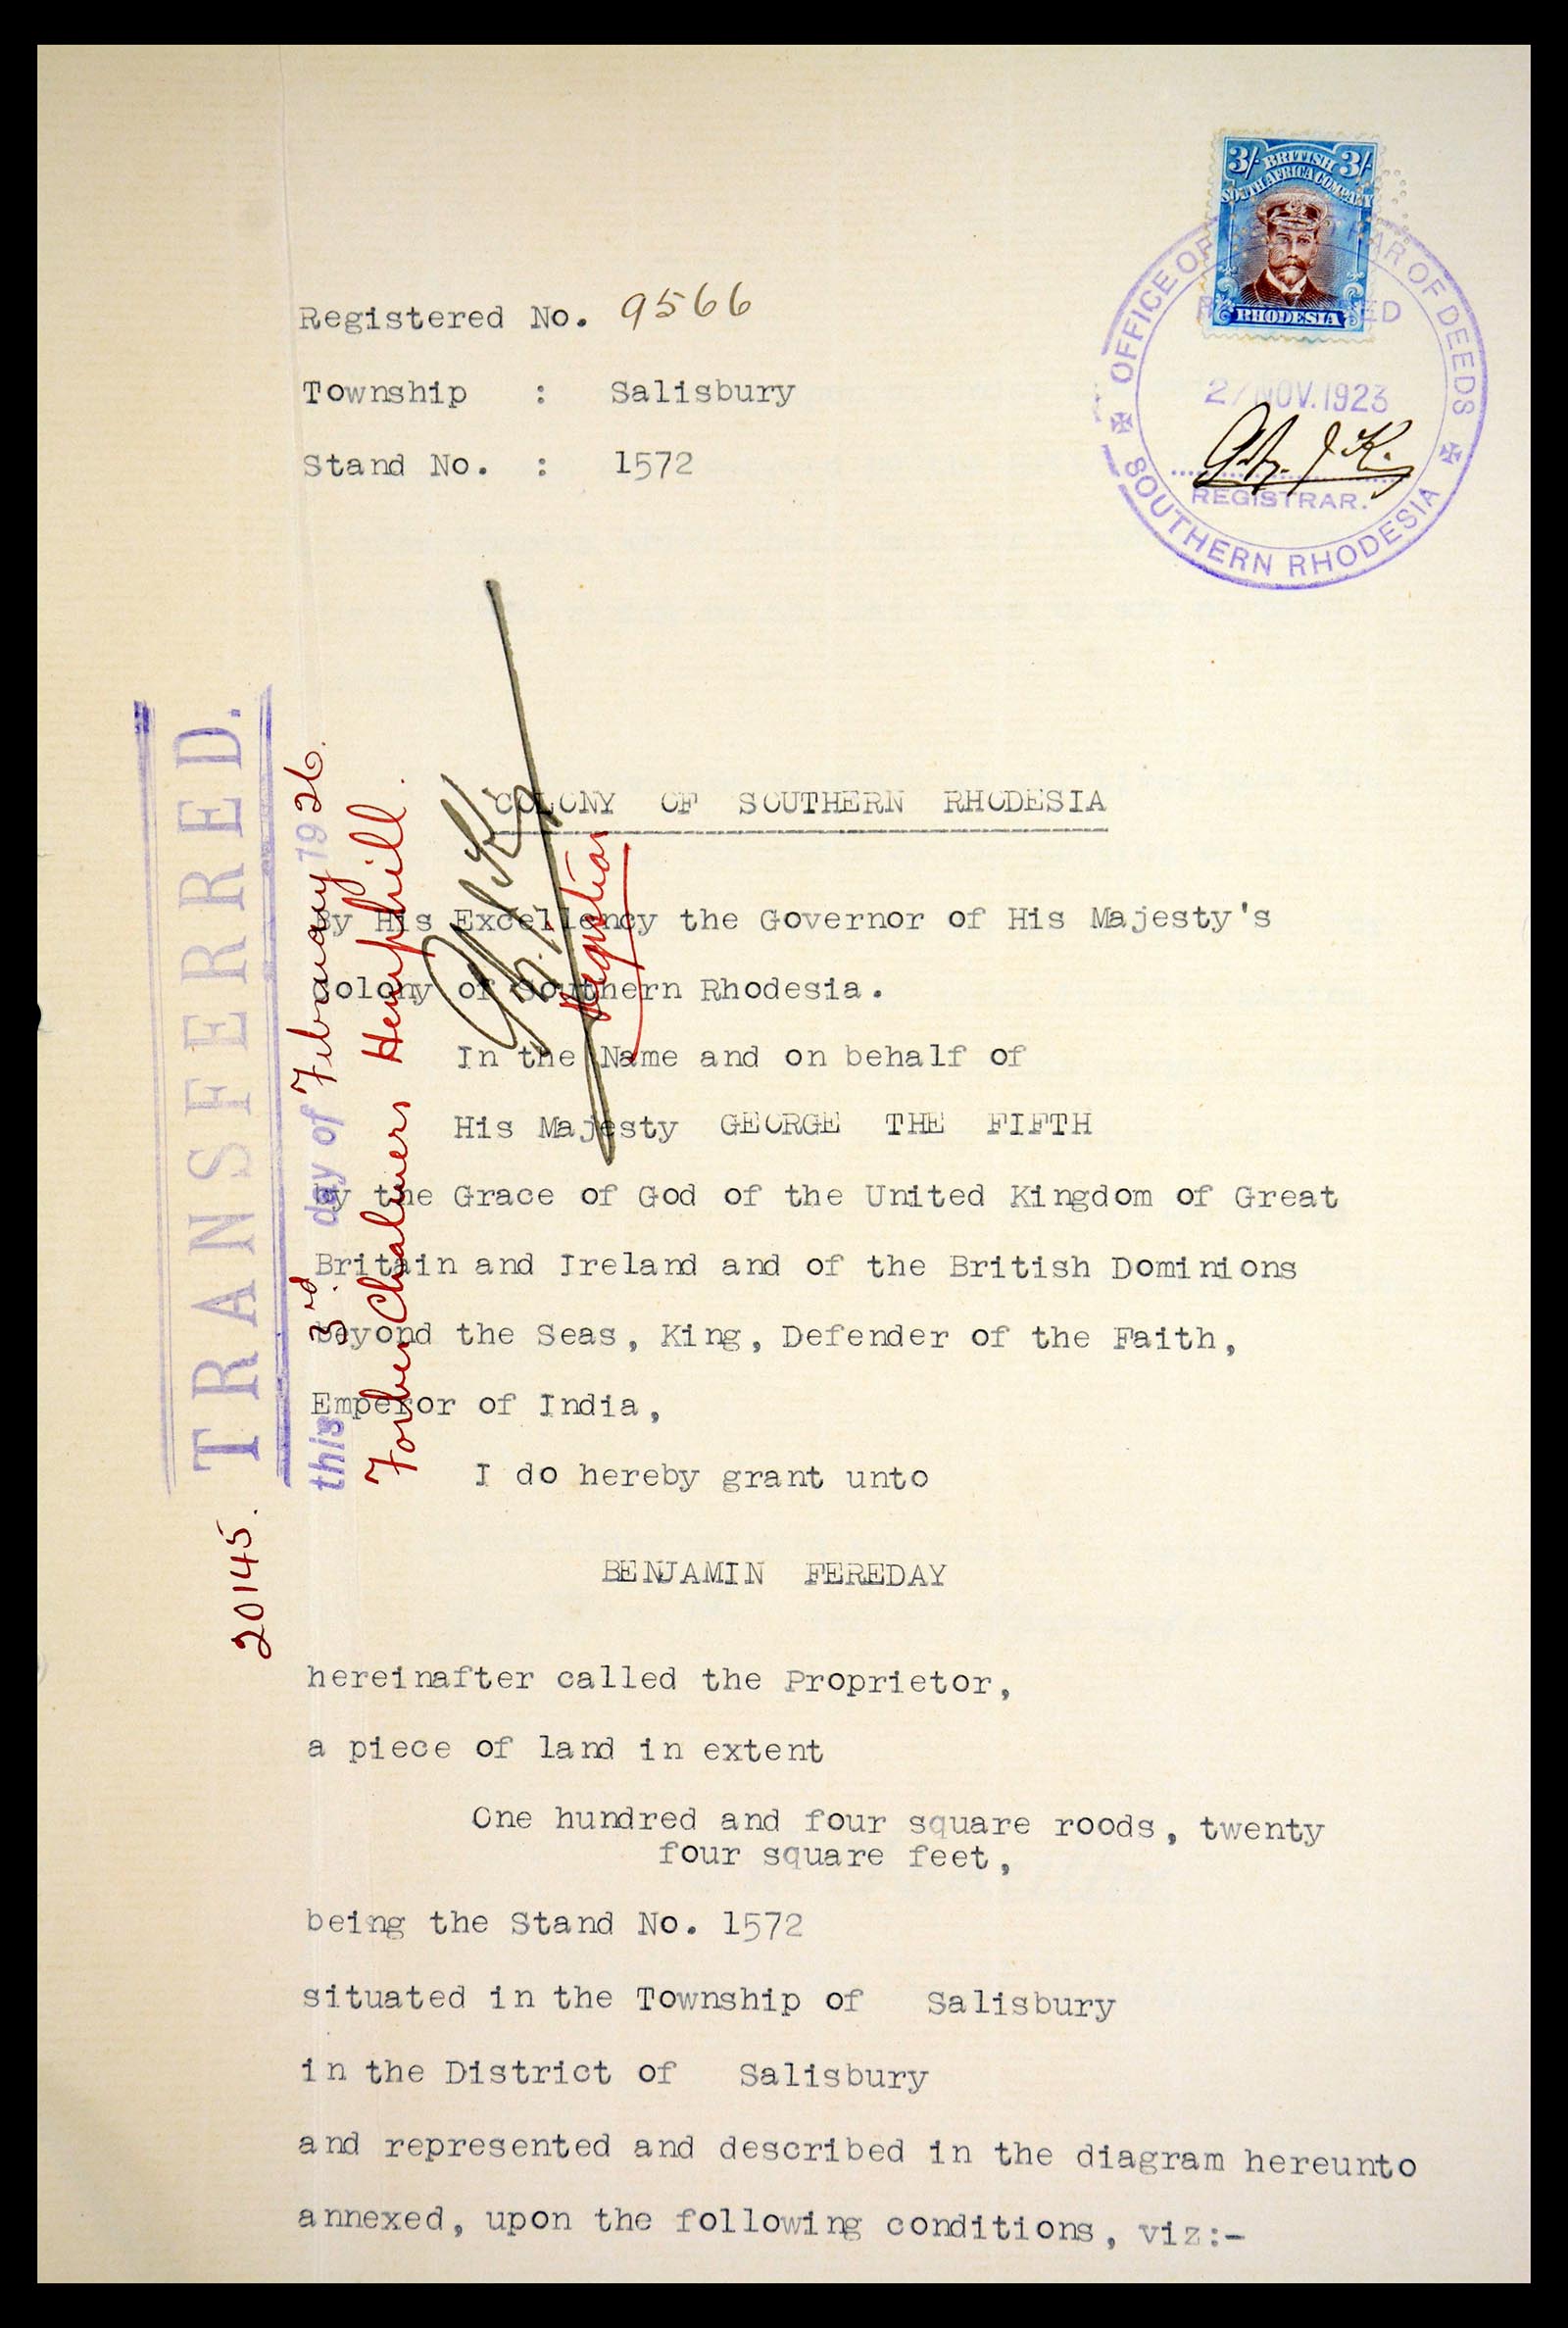 3/- BRITISH 3/-
SOUTH AFRICA COMPANY
RHODESIA
OFFICE OF
AR OF DEEDS
ED
NOV. 1923
REGISTRAR.
SOUTHERN RHODESIA
Registered No. 9566
Township : Salisbury
Stand No. : 1572
COLONY OF SOUTHERN RHODESIA
By His Excellency the Governor of His Majesty's
Colony of Southern Rhodesia.
In the Name and on behalf of
His Majesty GEORGE THE FIFTH
by the Grace of God of the United Kingdom of Great
Britain and Ireland and of the British Dominions
beyond the Seas, King, Defender of the Faith,
Emperor of India,
I do hereby grant unto
BENJAMIN FEREDAY
hereinafter called the Proprietor,
a piece of land in extent
One hundred and four square roods, twenty
four square feet,
being the Stand No. 1572
situated in the Township of Salisbury
in the District of Salisbury
and represented and described in the diagram hereunto
annexed, upon the following conditions, viz:-
20145.
TRANSFERRED.
this 3rd day of February 1926.
Forbes Chalmers Hemphill.
Registrar